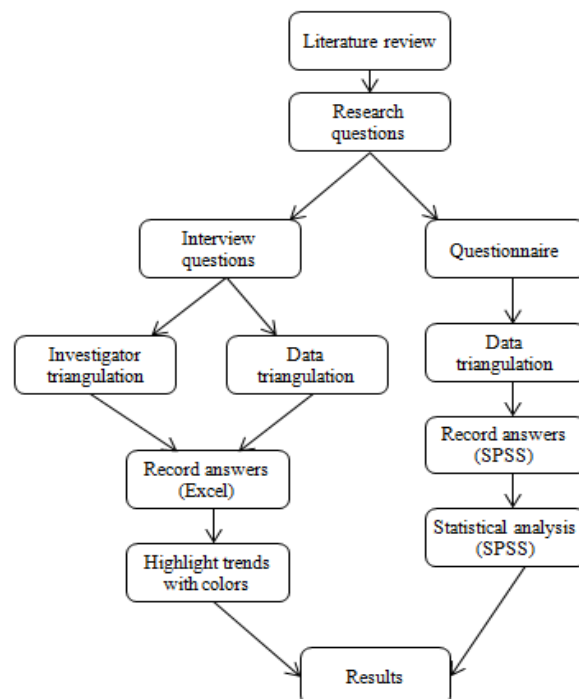 Literature review
Research
questions
Interview
questions
Questionnaire
Investigator
triangulation
Data
triangulation
Data
triangulation
Record answers
(Excel)
Record answers
(SPSS)
Highlight trends
with colors
Statistical analysis
(SPSS)
Results